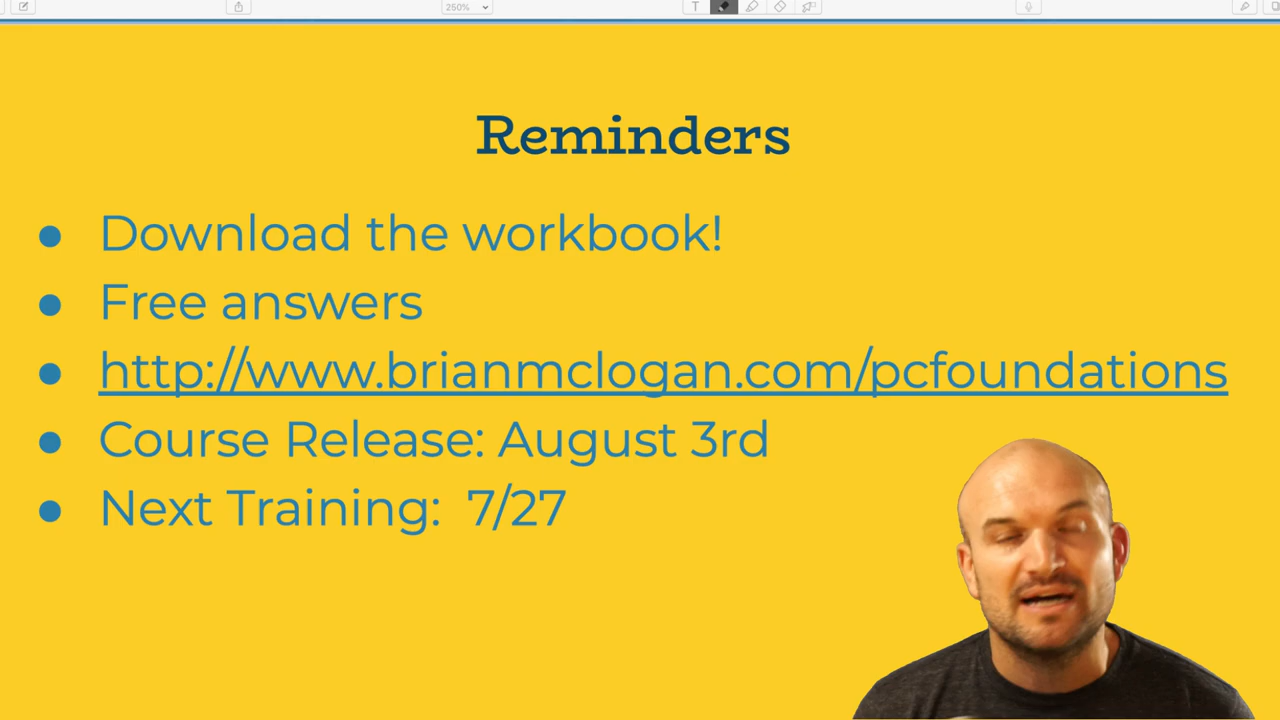 250%
T
Reminders
● Download the workbook!
● Free answers
● http://www.brianmclogan.com/pcfoundations
● Course Release: August 3rd
● Next Training: 7/27